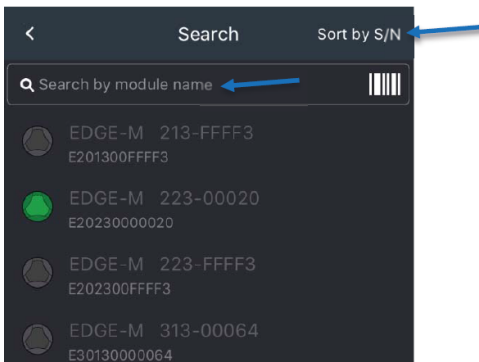 Search
Sort by S/N
Search by module name
EDGE-M 213-FFFF3
E201300FFFF3
EDGE-M 223-00020
E20230000020
EDGE-M 223-FFFF3
E202300FFFF3
EDGE-M 313-00064
E30130000064